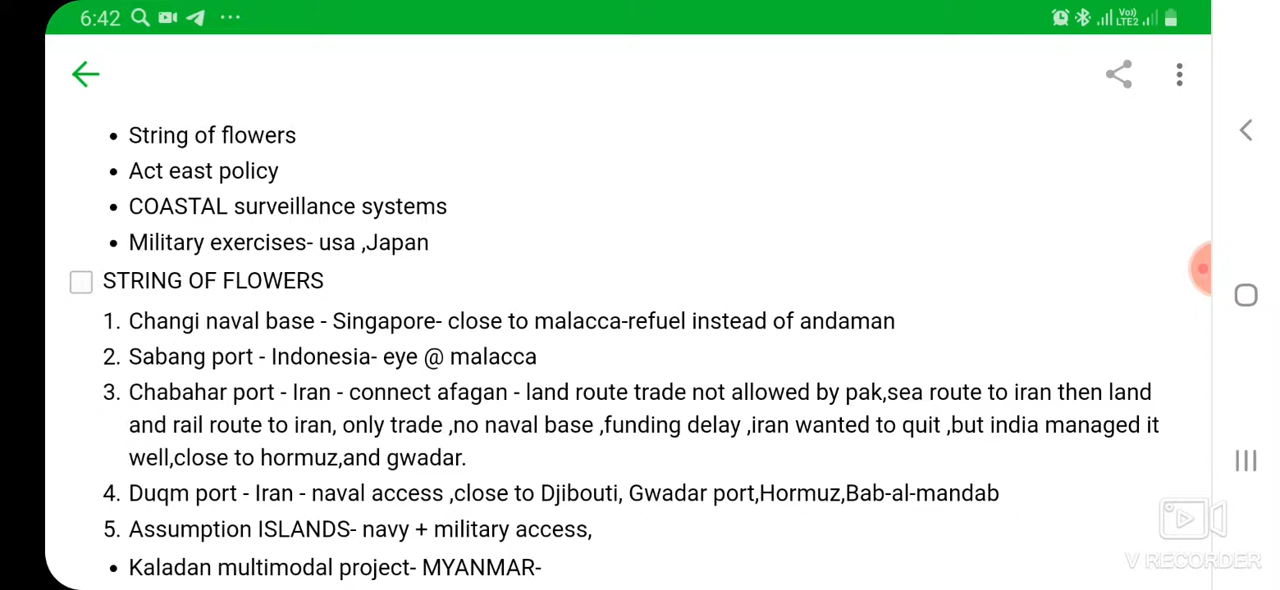 6:42
Vo)) LTE2
• String of flowers
• Act east policy
• COASTAL surveillance systems
• Military exercises- usa ,Japan
STRING OF FLOWERS
1. Changi naval base - Singapore- close to malacca-refuel instead of andaman
2. Sabang port - Indonesia- eye @ malacca
3. Chabahar port - Iran - connect afagan - land route trade not allowed by pak,sea route to iran then land
and rail route to iran, only trade ,no naval base ,funding delay ,iran wanted to quit ,but india managed it
well,close to hormuz,and gwadar.
4. Duqm port - Iran - naval access ,close to Djibouti, Gwadar port,Hormuz,Bab-al-mandab
5. Assumption ISLANDS- navy + military access,
• Kaladan multimodal project- MYANMAR-
V RECORDER